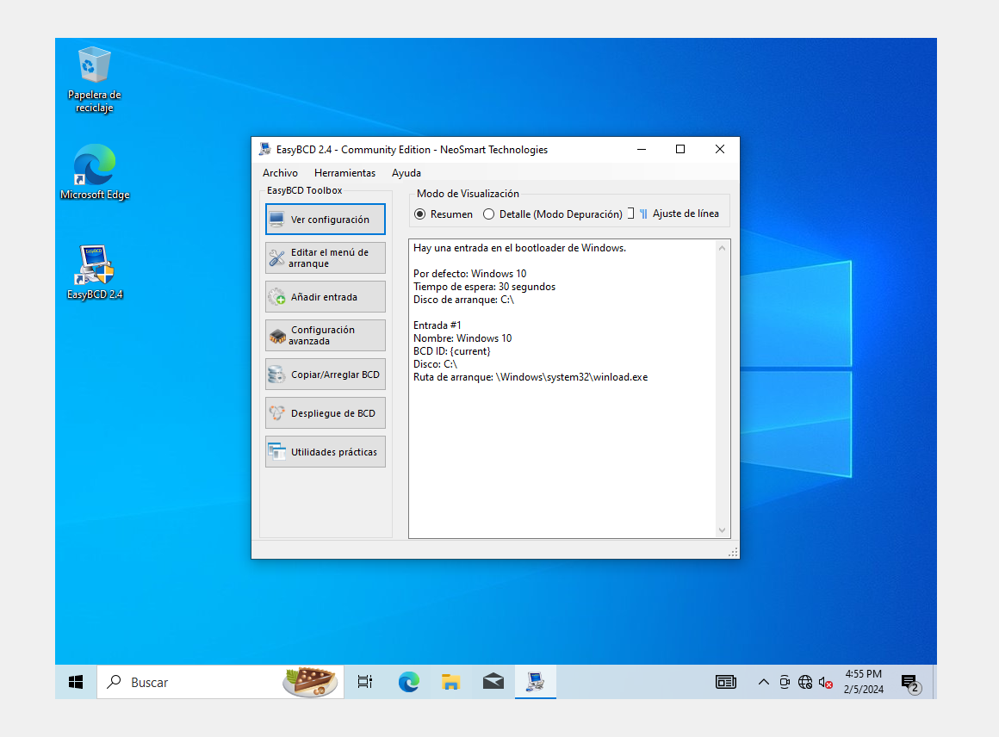 Papelera de
reciclaje
Microsoft Edge
EasyBCD
EasyBCD 2.4
EasyBCD 2.4 - Community Edition - NeoSmart Technologies
Archivo Herramientas Ayuda
EasyBCD Toolbox
Ver configuración
Editar el menú de
arranque
Añadir entrada
Configuración
avanzada
Copiar/Arreglar BCD
Despliegue de BCD
Utilidades prácticas
Modo de Visualización
Resumen Detalle (Modo Depuración) Ajuste de línea
Hay una entrada en el bootloader de Windows.
Por defecto: Windows 10
Tiempo de espera: 30 segundos
Disco de arranque: C:\
Entrada #1
Nombre: Windows 10
BCD ID: {current}
Disco: C:\
Ruta de arranque: \Windows\system32\winload.exe
Buscar
4:55 PM
2/5/2024
2